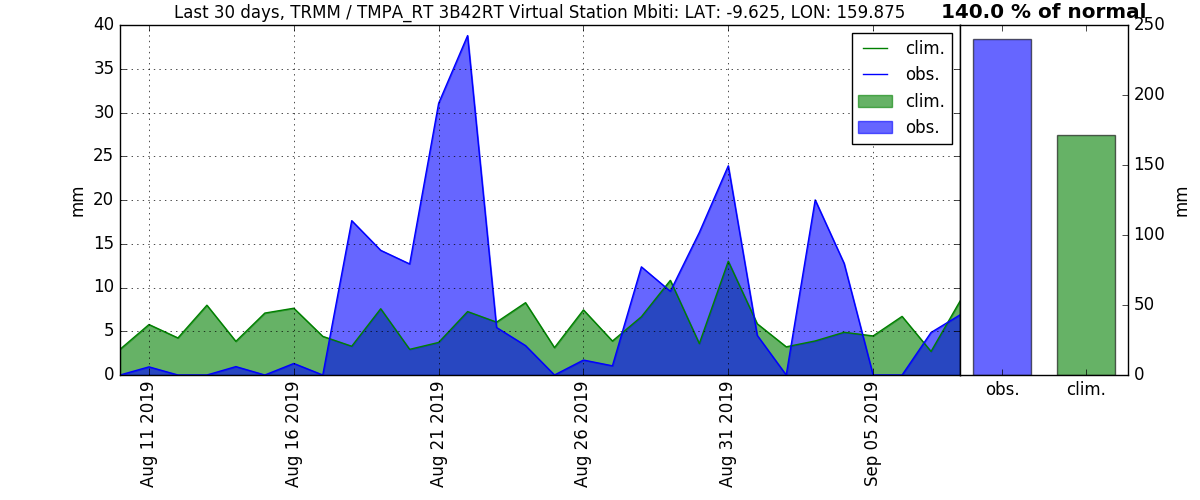 Last 30 days, TRMM / TMPA_RT 3B42RT Virtual Station Mbiti: LAT: -9.625, LON: 159.875
140.0 % of normal
40
35
30
25
20
15
10
5
0
mm
clim.
obs.
clim.
obs.
250
200
150
100
50
0
mm
Aug 11 2019
Aug 16 2019
Aug 21 2019
Aug 26 2019
Aug 31 2019
Sep 05 2019
obs.
clim.